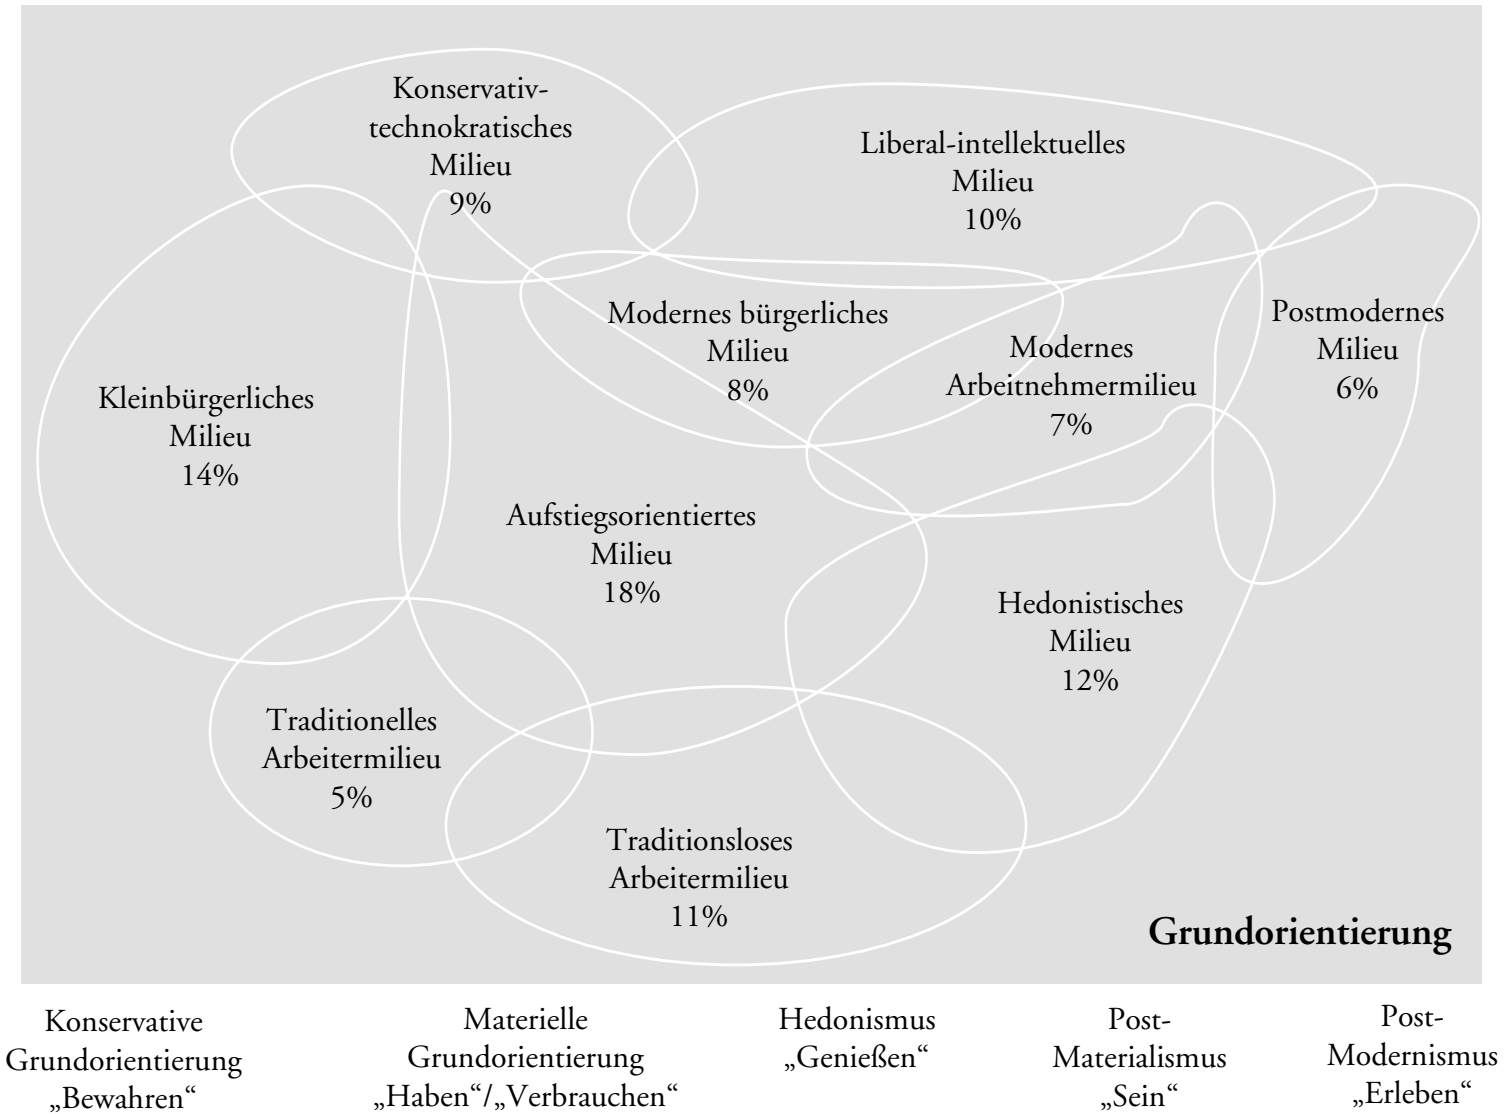 Konservativ-
technokratisches
Milieu
9%
Liberal-intellektuelles
Milieu
10%
Modernes bürgerliches
Milieu
8%
Modernes
Arbeitnehmermilieu
7%
Postmodernes
Milieu
6%
Kleinbürgerliches
Milieu
14%
Aufstiegsorientiertes
Milieu
18%
Hedonistisches
Milieu
12%
Traditionelles
Arbeitermilieu
5%
Traditionsloses
Arbeitermilieu
11%
Grundorientierung
Konservative
Grundorientierung
„Bewahren“
Materielle
Grundorientierung
„Haben“/„Verbrauchen“
Hedonismus
„Genießen“
Post-
Materialismus
„Sein“
Post-
Modernismus
„Erleben“